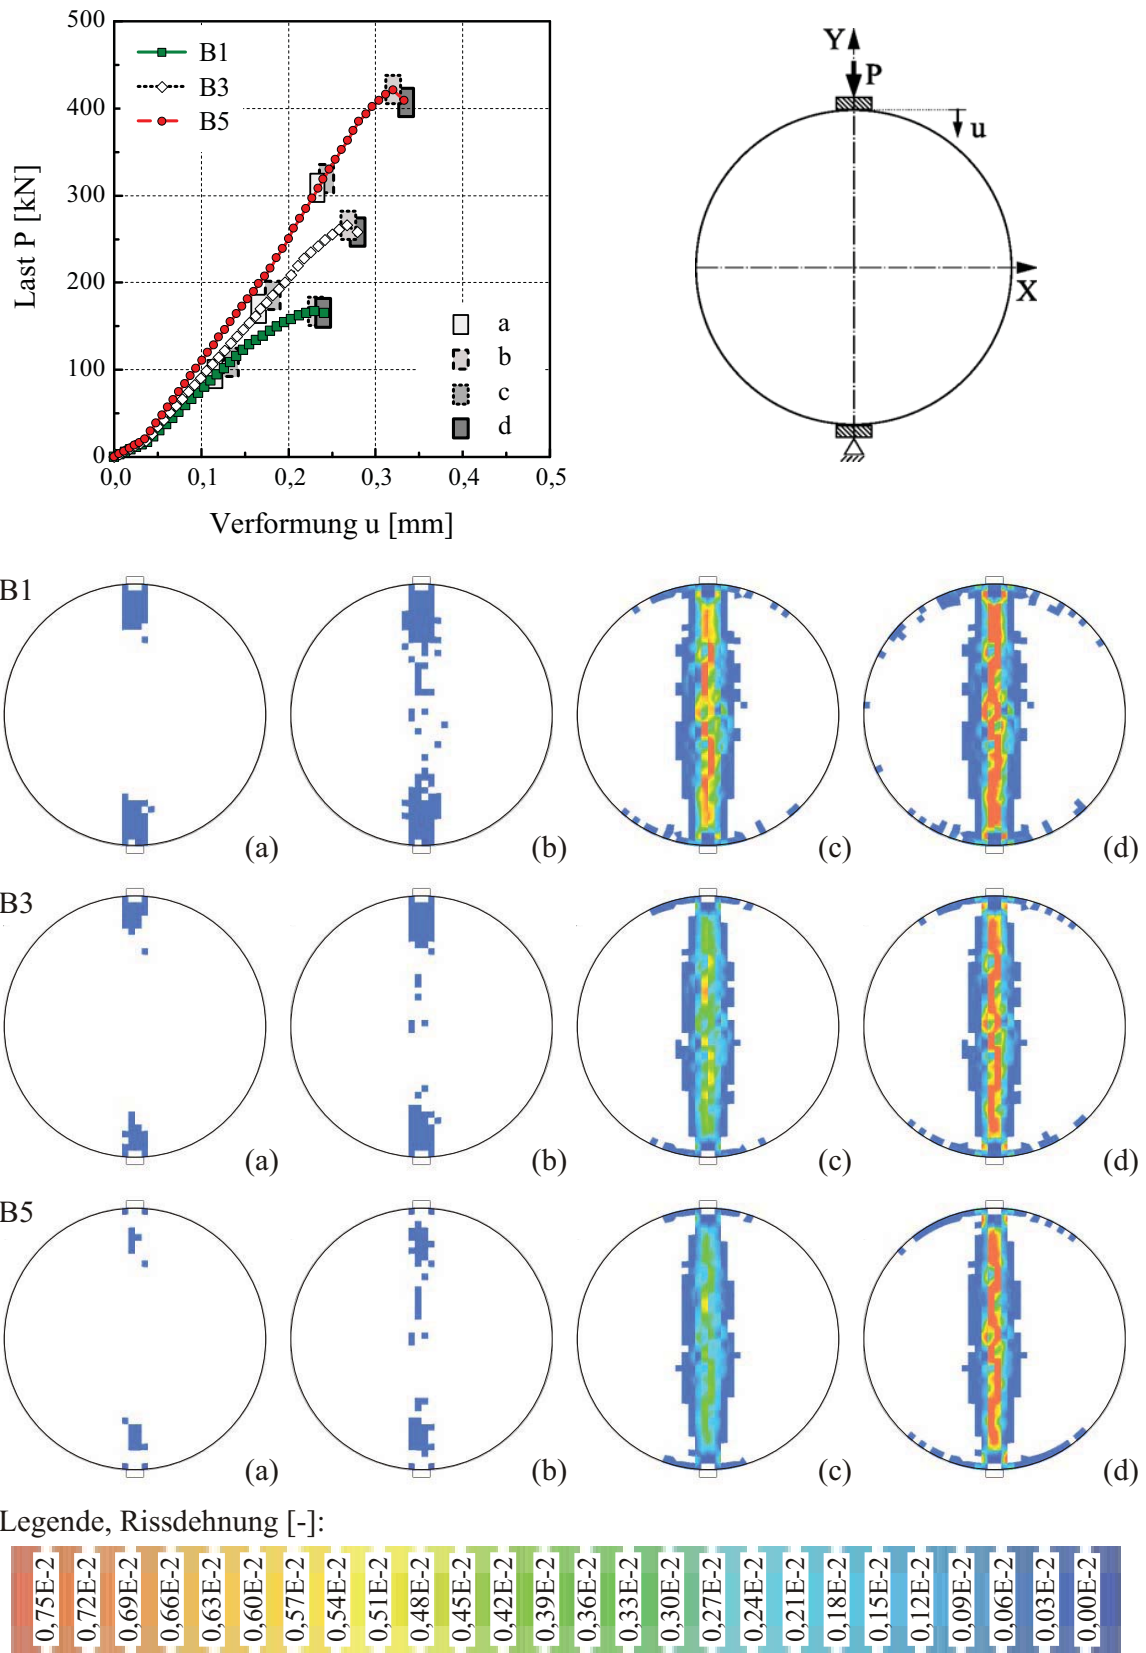 500
400
300
200
100
0
Last P [kN]
B1
B3
B5
a
b
c
d
0,0
0,1
0,2
0,3
0,4
0,5
Verformung u [mm]
Y
P
u
X
B1
(a)
(b)
(c)
(d)
B3
(a)
(b)
(c)
(d)
B5
(a)
(b)
(c)
(d)
Legende, Rissdehnung [-]:
0,75E-2
0,72E-2
0,69E-2
0,66E-2
0,63E-2
0,60E-2
0,57E-2
0,54E-2
0,51E-2
0,48E-2
0,45E-2
0,42E-2
0,39E-2
0,36E-2
0,33E-2
0,30E-2
0,27E-2
0,24E-2
0,21E-2
0,18E-2
0,15E-2
0,12E-2
0,09E-2
0,06E-2
0,03E-2
0,00E-2